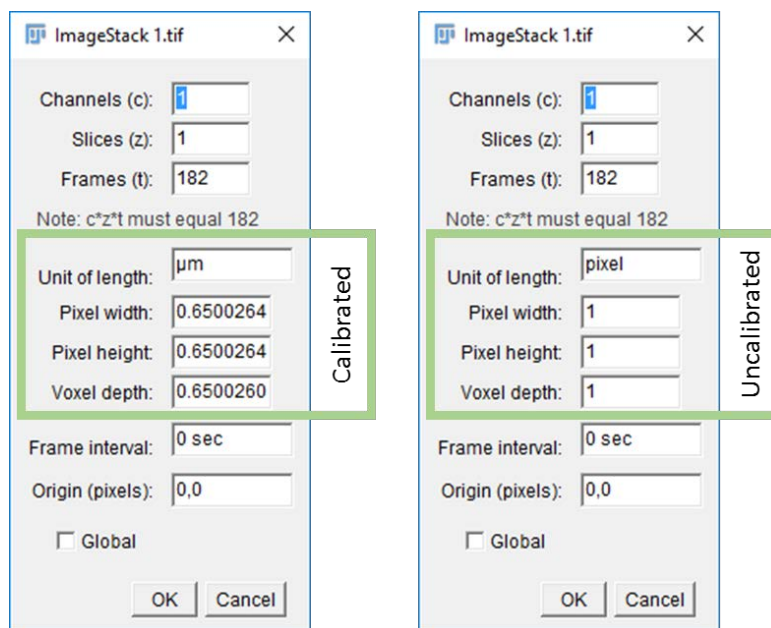 ImageStack 1.tif
Channels (c): 1
Slices (z): 1
Frames (t): 182
Note: c*z*t must equal 182
Unit of length: µm
Pixel width: 0.6500264
Pixel height: 0.6500264
Voxel depth: 0.6500260
Calibrated
Frame interval: 0 sec
Origin (pixels): 0,0
Global
OK Cancel
ImageStack 1.tif
Channels (c): 1
Slices (z): 1
Frames (t): 182
Note: c*z*t must equal 182
Unit of length: pixel
Pixel width: 1
Pixel height: 1
Voxel depth: 1
Uncalibrated
Frame interval: 0 sec
Origin (pixels): 0,0
Global
OK Cancel